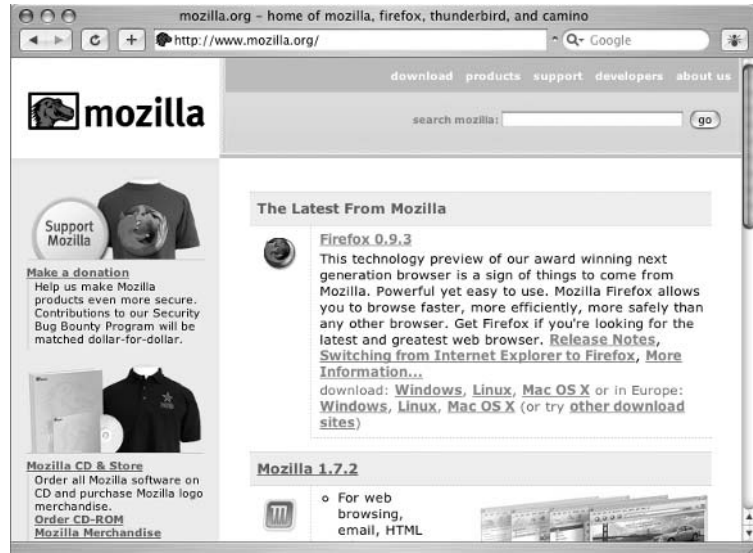 mozilla.org – home of mozilla, firefox, thunderbird, and camino
http://www.mozilla.org/
Google
download products support developers about us
mozilla
search mozilla:
go
Support
Mozilla
Make a donation
Help us make Mozilla
products even more secure.
Contributions to our Security
Bug Bounty Program will be
matched dollar-for-dollar.
Mozilla CD & Store
Order all Mozilla software on
CD and purchase Mozilla logo
merchandise.
Order CD-ROM
Mozilla Merchandise
The Latest From Mozilla
Firefox 0.9.3
This technology preview of our award winning next
generation browser is a sign of things to come from
Mozilla. Powerful yet easy to use. Mozilla Firefox allows
you to browse faster, more efficiently, more safely than
any other browser. Get Firefox if you're looking for the
latest and greatest web browser. Release Notes,
Switching from Internet Explorer to Firefox, More
Information...
download: Windows, Linux, Mac OS X or in Europe:
Windows, Linux, Mac OS X (or try other download
sites)
Mozilla 1.7.2
For web
browsing,
email, HTML